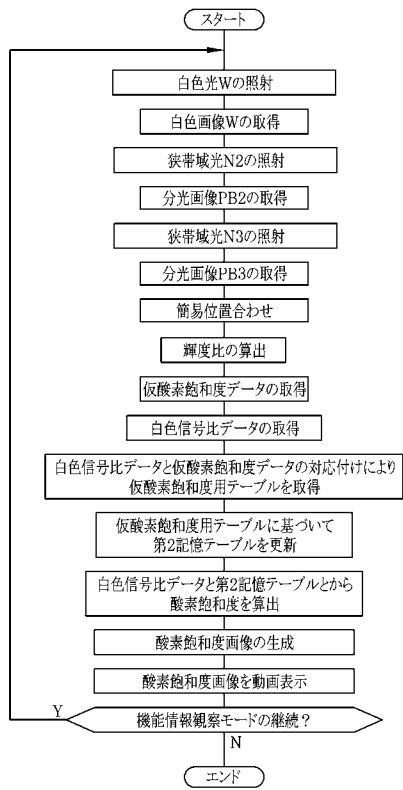 スタート
白色光Wの照射
白色画像Wの取得
狭帯域光N2の照射
分光画像PB2の取得
狭帯域光N3の照射
分光画像PB3の取得
簡易位置合わせ
輝度比の算出
仮酸素飽和度データの取得
白色信号比データの取得
白色信号比データと仮酸素飽和度データの対応付けにより
仮酸素飽和度用テーブルを取得
仮酸素飽和度用テーブルに基づいて
第2記憶テーブルを更新
白色信号比データと第2記憶テーブルとから
酸素飽和度を算出
酸素飽和度画像の生成
酸素飽和度画像を動画表示
Y
機能情報観察モードの継続？
N
エンド